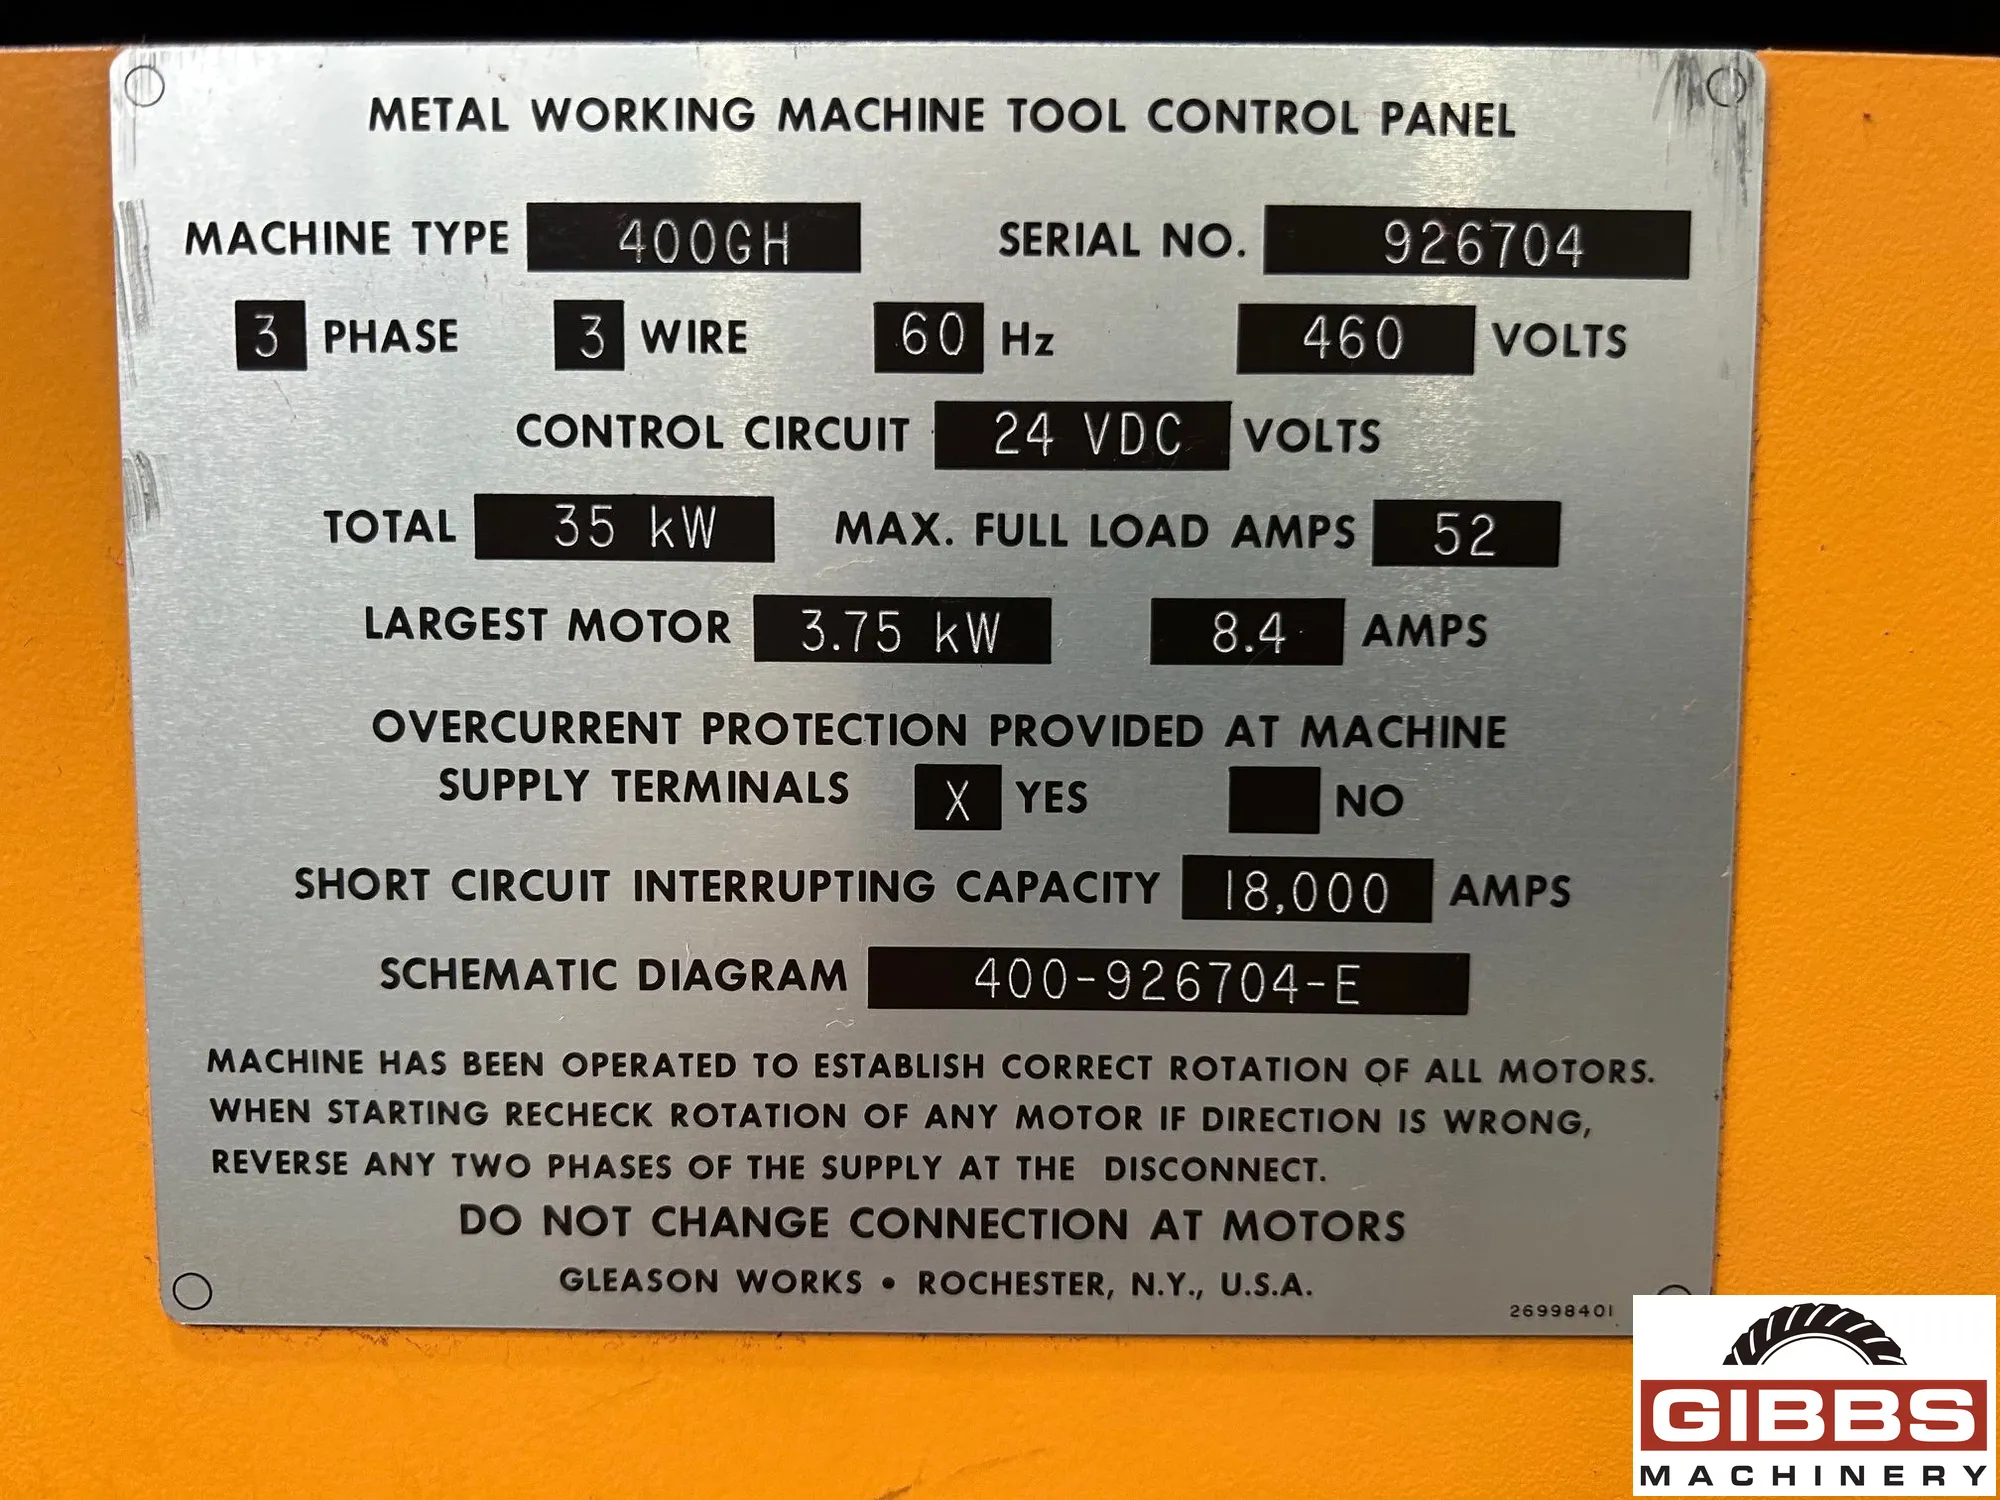 METAL WORKING MACHINE TOOL CONTROL PANEL
MACHINE TYPE 400GH SERIAL NO. 926704
3 PHASE 3 WIRE 60 Hz 460 VOLTS
CONTROL CIRCUIT 24 VDC VOLTS
TOTAL 35 kW MAX. FULL LOAD AMPS 52
LARGEST MOTOR 3.75 kW 8.4 AMPS
OVERCURRENT PROTECTION PROVIDED AT MACHINE
SUPPLY TERMINALS X YES NO
SHORT CIRCUIT INTERRUPTING CAPACITY 18,000 AMPS
SCHEMATIC DIAGRAM 400-926704-E
MACHINE HAS BEEN OPERATED TO ESTABLISH CORRECT ROTATION OF ALL MOTORS.
WHEN STARTING RECHECK ROTATION OF ANY MOTOR IF DIRECTION IS WRONG,
REVERSE ANY TWO PHASES OF THE SUPPLY AT THE DISCONNECT.
DO NOT CHANGE CONNECTION AT MOTORS
GLEASON WORKS • ROCHESTER, N.Y., U.S.A.
26998401
GIBBS
MACHINERY